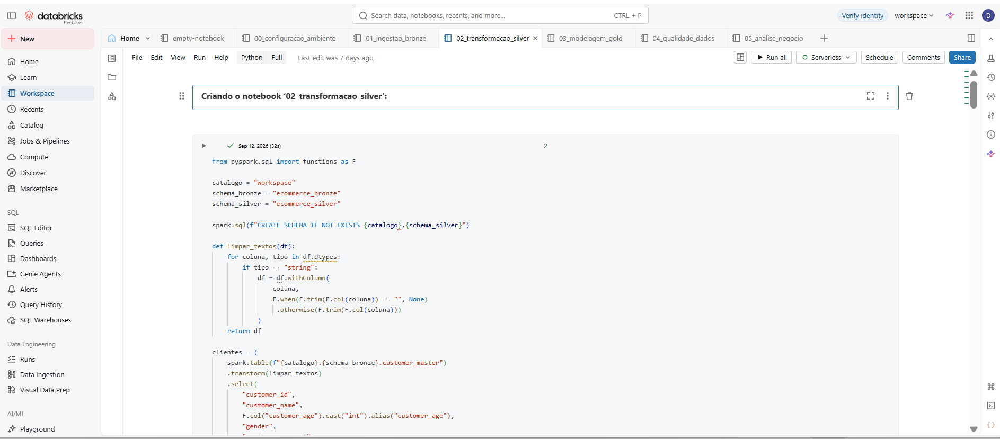 databricks
Free Edition
Search data, notebooks, recents, and more...
CTRL + P
Verify identity
workspace
D
New
Home
Learn
Workspace
Recents
Catalog
Jobs & Pipelines
Compute
Discover
Marketplace
SQL
SQL Editor
Queries
Dashboards
Genie Agents
Alerts
Query History
SQL Warehouses
Data Engineering
Runs
Data Ingestion
Visual Data Prep
AI/ML
Playground
Home
empty-notebook
00_configuracao_ambiente
01_ingestao_bronze
02_transformacao_silver
03_modelagem_gold
04_qualidade_dados
05_analise_negocio
File Edit View Run Help Python Full Last edit was 7 days ago
Run all
Serverless
Schedule
Comments
Share
Criando o notebook ‘02_transformacao_silver’:
Sep 12, 2026 (32s)
2
from pyspark.sql import functions as F
catalogo = "workspace"
schema_bronze = "ecommerce_bronze"
schema_silver = "ecommerce_silver"
spark.sql(f"CREATE SCHEMA IF NOT EXISTS {catalogo}.{schema_silver}")
def limpar_textos(df):
    for coluna, tipo in df.dtypes:
        if tipo == "string":
            df = df.withColumn(
                coluna,
                F.when(F.trim(F.col(coluna)) == "", None)
                 .otherwise(F.trim(F.col(coluna)))
            )
    return df
clientes = (
    spark.table(f"{catalogo}.{schema_bronze}.customer_master")
    .transform(limpar_textos)
    .select(
        "customer_id",
        "customer_name",
        F.col("customer_age").cast("int").alias("customer_age"),
        "gender",